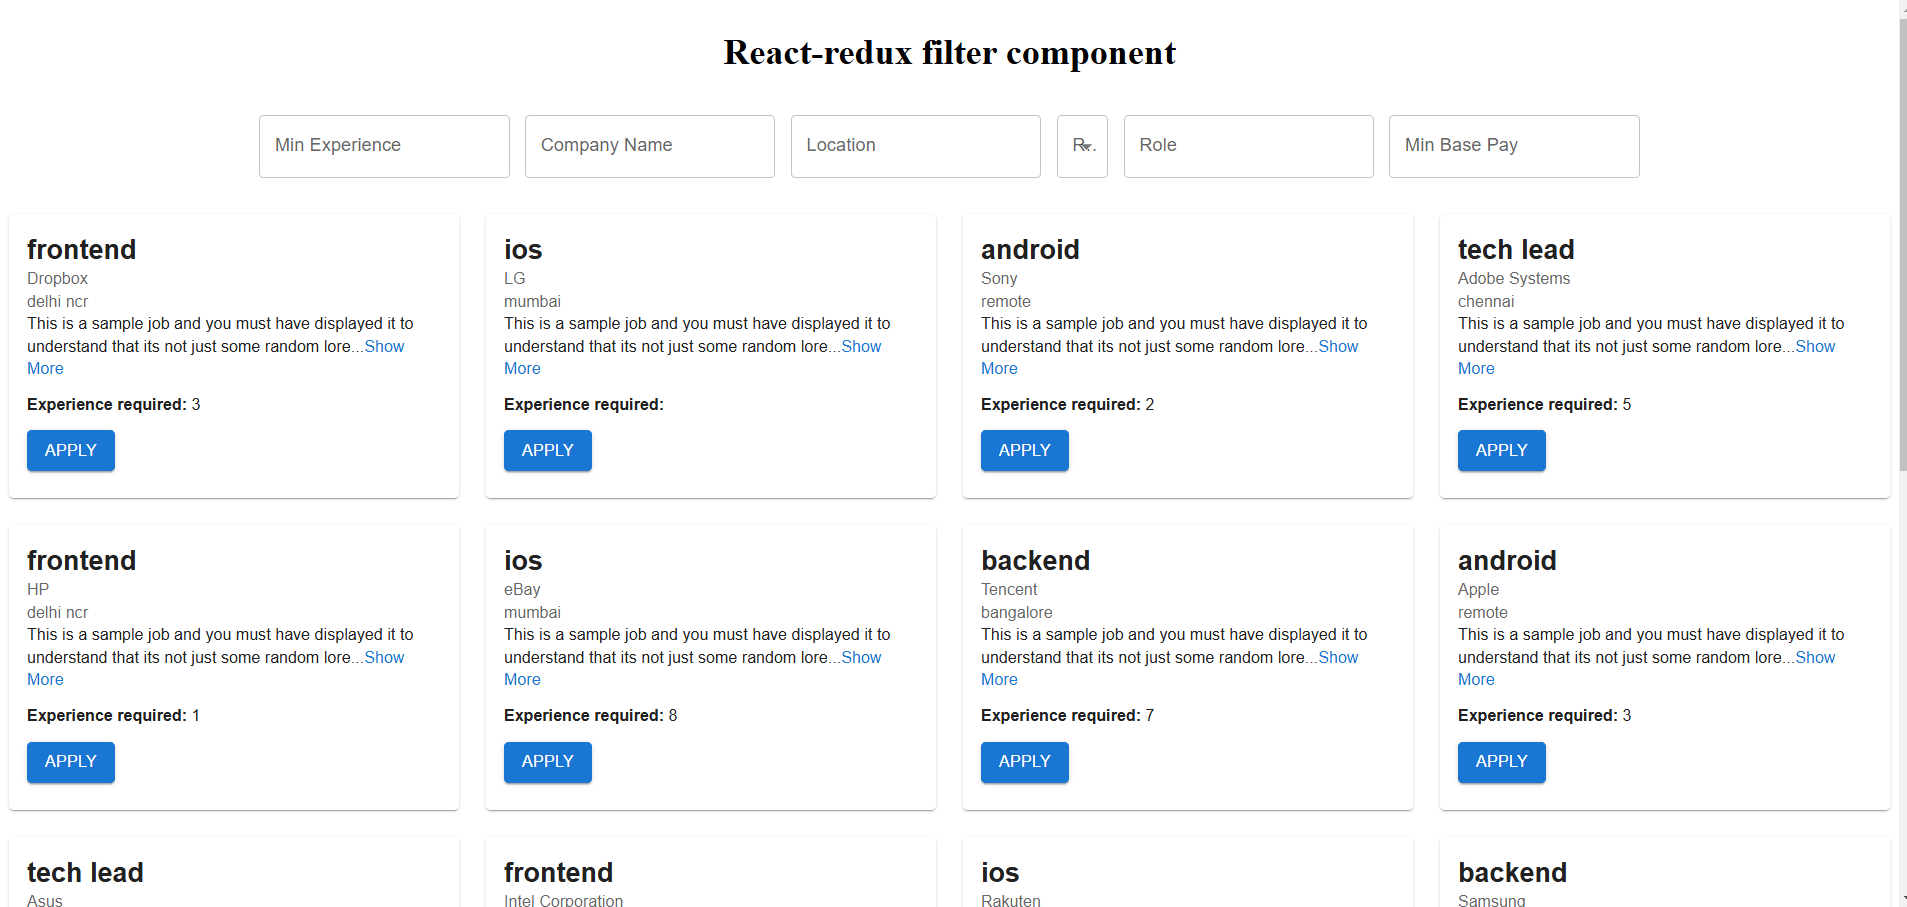 React-redux filter component
Min Experience
Company Name
Location
R...
Role
Min Base Pay
frontend
Dropbox
delhi ncr
This is a sample job and you must have displayed it to
understand that its not just some random lore...Show
More
Experience required: 3
APPLY
ios
LG
mumbai
This is a sample job and you must have displayed it to
understand that its not just some random lore...Show
More
Experience required:
APPLY
android
Sony
remote
This is a sample job and you must have displayed it to
understand that its not just some random lore...Show
More
Experience required: 2
APPLY
tech lead
Adobe Systems
chennai
This is a sample job and you must have displayed it to
understand that its not just some random lore...Show
More
Experience required: 5
APPLY
frontend
HP
delhi ncr
This is a sample job and you must have displayed it to
understand that its not just some random lore...Show
More
Experience required: 1
APPLY
ios
eBay
mumbai
This is a sample job and you must have displayed it to
understand that its not just some random lore...Show
More
Experience required: 8
APPLY
backend
Tencent
bangalore
This is a sample job and you must have displayed it to
understand that its not just some random lore...Show
More
Experience required: 7
APPLY
android
Apple
remote
This is a sample job and you must have displayed it to
understand that its not just some random lore...Show
More
Experience required: 3
APPLY
tech lead
Asus
frontend
Intel Corporation
ios
Rakuten
backend
Samsung